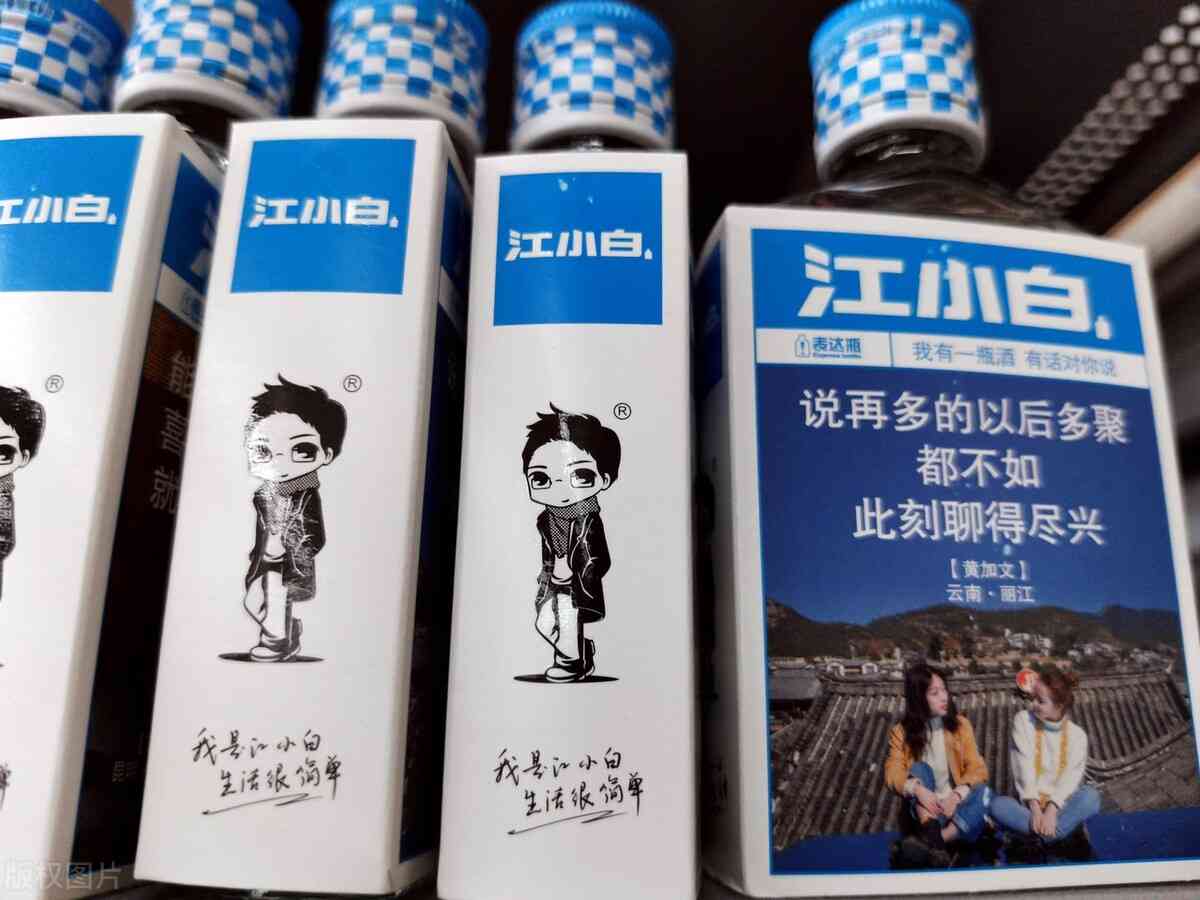 江小白
江小白
江小白
江小白
®
®
®
表达瓶
我有一瓶酒 有话对你说
说再多的以后多聚
都不如
此刻聊得尽兴
【黄加文】
云南·丽江
我是江小白
生活很简单
我是江小白
生活很简单
能
就
版权图片